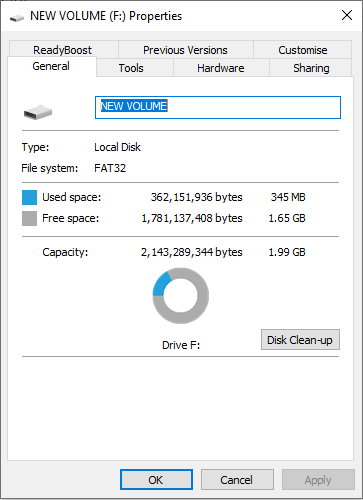 NEW VOLUME (F:) Properties
ReadyBoost Previous Versions Customise
General Tools Hardware Sharing
NEW VOLUME
Type: Local Disk
File system: FAT32
Used space: 362,151,936 bytes 345 MB
Free space: 1,781,137,408 bytes 1.65 GB
Capacity: 2,143,289,344 bytes 1.99 GB
Drive F: Disk Clean-up
OK Cancel Apply